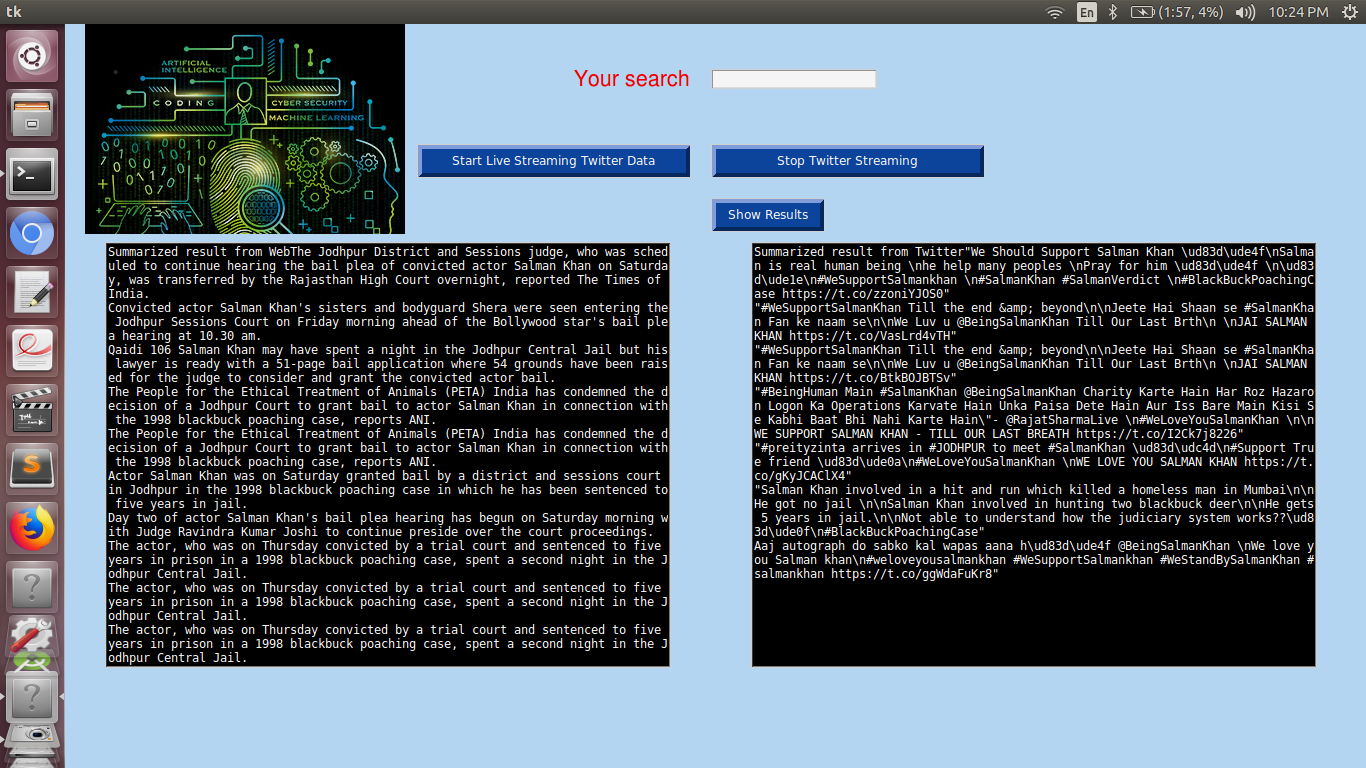 tk
En
(1:57, 4%)
10:24 PM
ARTIFICIAL
INTELLIGENCE
CODING
CYBER SECURITY
MACHINE LEARNING
Your search
Start Live Streaming Twitter Data
Stop Twitter Streaming
Show Results
Summarized result from WebThe Jodhpur District and Sessions judge, who was sched
uled to continue hearing the bail plea of convicted actor Salman Khan on Saturda
y, was transferred by the Rajasthan High Court overnight, reported The Times of
India.
Convicted actor Salman Khan's sisters and bodyguard Shera were seen entering the
Jodhpur Sessions Court on Friday morning ahead of the Bollywood star's bail ple
a hearing at 10.30 am.
Qaidi 106 Salman Khan may have spent a night in the Jodhpur Central Jail but his
lawyer is ready with a 51-page bail application where 54 grounds have been rais
ed for the judge to consider and grant the convicted actor bail.
The People for the Ethical Treatment of Animals (PETA) India has condemned the d
ecision of a Jodhpur Court to grant bail to actor Salman Khan in connection with
the 1998 blackbuck poaching case, reports ANI.
The People for the Ethical Treatment of Animals (PETA) India has condemned the d
ecision of a Jodhpur Court to grant bail to actor Salman Khan in connection with
the 1998 blackbuck poaching case, reports ANI.
Actor Salman Khan was on Saturday granted bail by a district and sessions court
in Jodhpur in the 1998 blackbuck poaching case in which he has been sentenced to
five years in jail.
Day two of actor Salman Khan's bail plea hearing has begun on Saturday morning w
ith Judge Ravindra Kumar Joshi to continue preside over the court proceedings.
The actor, who was on Thursday convicted by a trial court and sentenced to five
years in prison in a 1998 blackbuck poaching case, spent a second night in the J
odhpur Central Jail.
The actor, who was on Thursday convicted by a trial court and sentenced to five
years in prison in a 1998 blackbuck poaching case, spent a second night in the J
odhpur Central Jail.
The actor, who was on Thursday convicted by a trial court and sentenced to five
years in prison in a 1998 blackbuck poaching case, spent a second night in the J
odhpur Central Jail.
Summarized result from Twitter"We Should Support Salman Khan \ud83d\ude4f\nSalma
n is real human being \nhe help many peoples \nPray for him \ud83d\ude4f \n\ud83
d\ude1e\n#WeSupportSalmankhan \n#SalmanKhan #SalmanVerdict \n#BlackBuckPoachingC
ase https://t.co/zzoniYJOS0"
"#WeSupportSalmanKhan Till the end &amp; beyond\n\nJeete Hai Shaan se #SalmanKha
n Fan ke naam se\n\nWe Luv u @BeingSalmanKhan Till Our Last Brth\n \nJAI SALMAN
KHAN https://t.co/VasLrd4vTH"
"#WeSupportSalmanKhan Till the end &amp; beyond\n\nJeete Hai Shaan se #SalmanKha
n Fan ke naam se\n\nWe Luv u @BeingSalmanKhan Till Our Last Brth\n \nJAI SALMAN
KHAN https://t.co/BtkBOJBTSv"
"#BeingHuman Main #SalmanKhan @BeingSalmanKhan Charity Karte Hain Har Roz Hazaro
n Logon Ka Operations Karvate Hain Unka Paisa Dete Hain Aur Iss Bare Main Kisi S
e Kabhi Baat Bhi Nahi Karte Hain\"- @RajatSharmaLive \n#WeLoveYouSalmanKhan \n\n
WE SUPPORT SALMAN KHAN - TILL OUR LAST BREATH https://t.co/I2Ck7j8226"
"#preityzinta arrives in #JODHPUR to meet #SalmanKhan \ud83d\udc4d\n#Support Tru
e friend \ud83d\ude0a\n#WeLoveYouSalmanKhan \nWE LOVE YOU SALMAN KHAN https://t.
co/gKyJCAClX4"
"Salman Khan involved in a hit and run which killed a homeless man in Mumbai\n\n
He got no jail \n\nSalman Khan involved in hunting two blackbuck deer\n\nHe gets
5 years in jail.\n\nNot able to understand how the judiciary system works??\ud8
3d\ude0f\n#BlackBuckPoachingCase"
Aaj autograph do sabko kal wapas aana h\ud83d\ude4f @BeingSalmanKhan \nWe love y
ou Salman khan\n#weloveyousalmankhan #WeSupportSalmankhan #WeStandBySalmanKhan #
salmankhan https://t.co/ggWdaFuKr8"